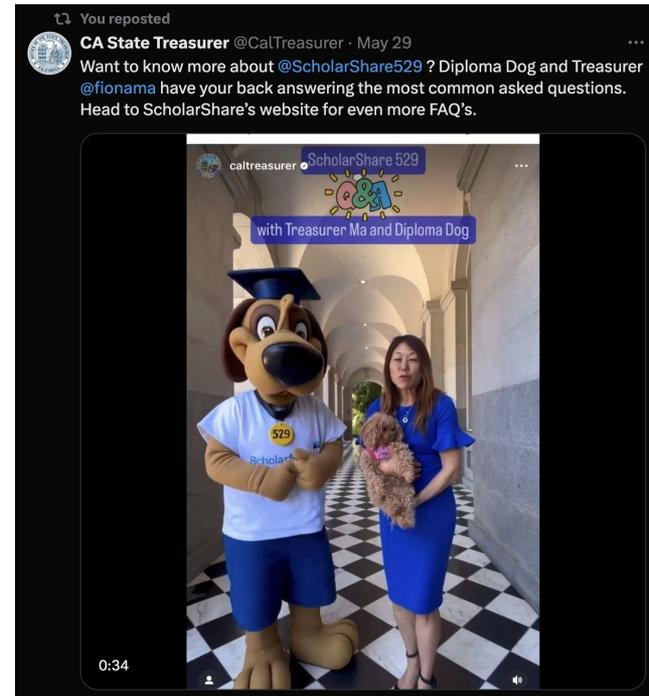 You reposted
CA State Treasurer @CalTreasurer · May 29
Want to know more about @ScholarShare529 ? Diploma Dog and Treasurer
@fionama have your back answering the most common asked questions.
Head to ScholarShare’s website for even more FAQ’s.
caltreasurer
ScholarShare 529
Q&A
with Treasurer Ma and Diploma Dog
529
0:34